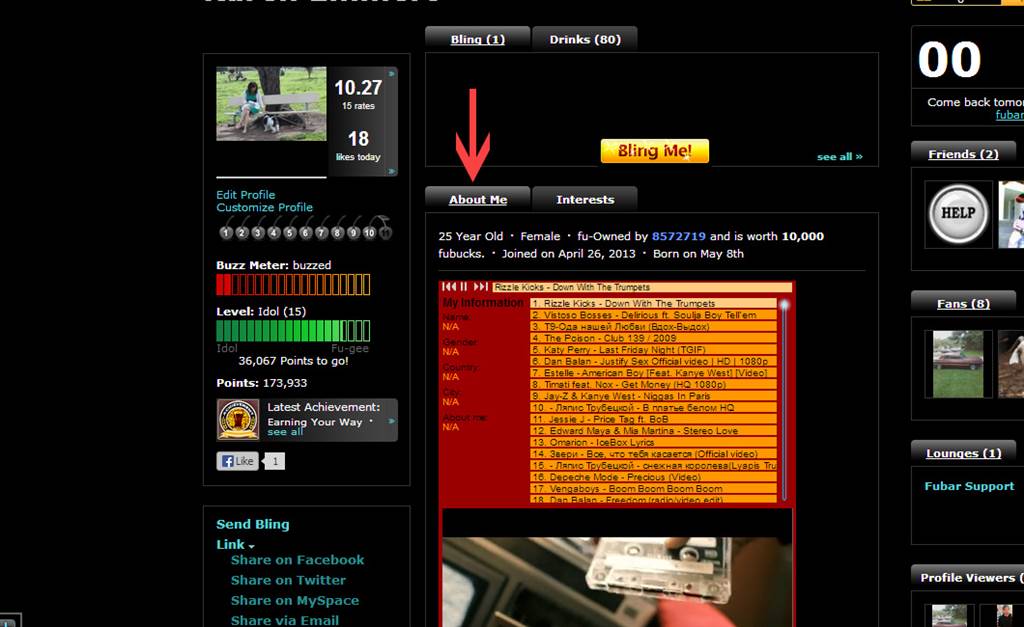 Bling (1)
Drinks (80)
10.27
15 rates
18
likes today
Edit Profile
Customize Profile
1 2 3 4 5 6 7 8 9 10 11
Buzz Meter: buzzed
Level: Idol (15)
Idol Fu-gee
36,067 Points to go!
Points: 173,933
Latest Achievement:
Earning Your Way ·
see all
Like 1
Send Bling
Link
Share on Facebook
Share on Twitter
Share on MySpace
Share via Email
Bling Me!
see all »
About Me
Interests
25 Year Old · Female · fu-Owned by 8572719 and is worth 10,000
fubucks. · Joined on April 26, 2013 · Born on May 8th
Rizzle Kicks - Down With The Trumpets
My Information
Name:
N/A
Gender:
N/A
Country:
N/A
City:
N/A
About me:
N/A
1. Rizzle Kicks - Down With The Trumpets
2. Vistoso Bosses - Delirious ft. Soulja Boy Tell'em
3. T9-Ода нашей Любви (Вдох-Выдох)
4. The Poison - Club 139 / 2009
5. Katy Perry - Last Friday Night (TGIF)
6. Dan Balan - Justify Sex Official video | HD | 1080p
7. Estelle - American Boy [Feat. Kanye West] [Video]
8. Timati feat. Nox - Get Money (HQ 1080p)
9. Jay-Z & Kanye West - Niggas In Paris
10. - Ляпис Трубецкой - В платье белом HQ
11. Jessie J - Price Tag ft. BoB
12. Edward Maya & Mia Martina - Stereo Love
13. Omarion - IceBox Lyrics
14. Звери - Все, что тебя касается (Official video)
15. - Ляпис Трубецкой - снежная королева(Lyapis Tru
16. Depeche Mode - Precious (Video)
17. Vengaboys - Boom Boom Boom Boom
18. Dan Balan - Freedom (radio/video edit)
00
Come back tomor
fubar
Friends (2)
HELP
Fans (8)
Lounges (1)
Fubar Support
Profile Viewers (